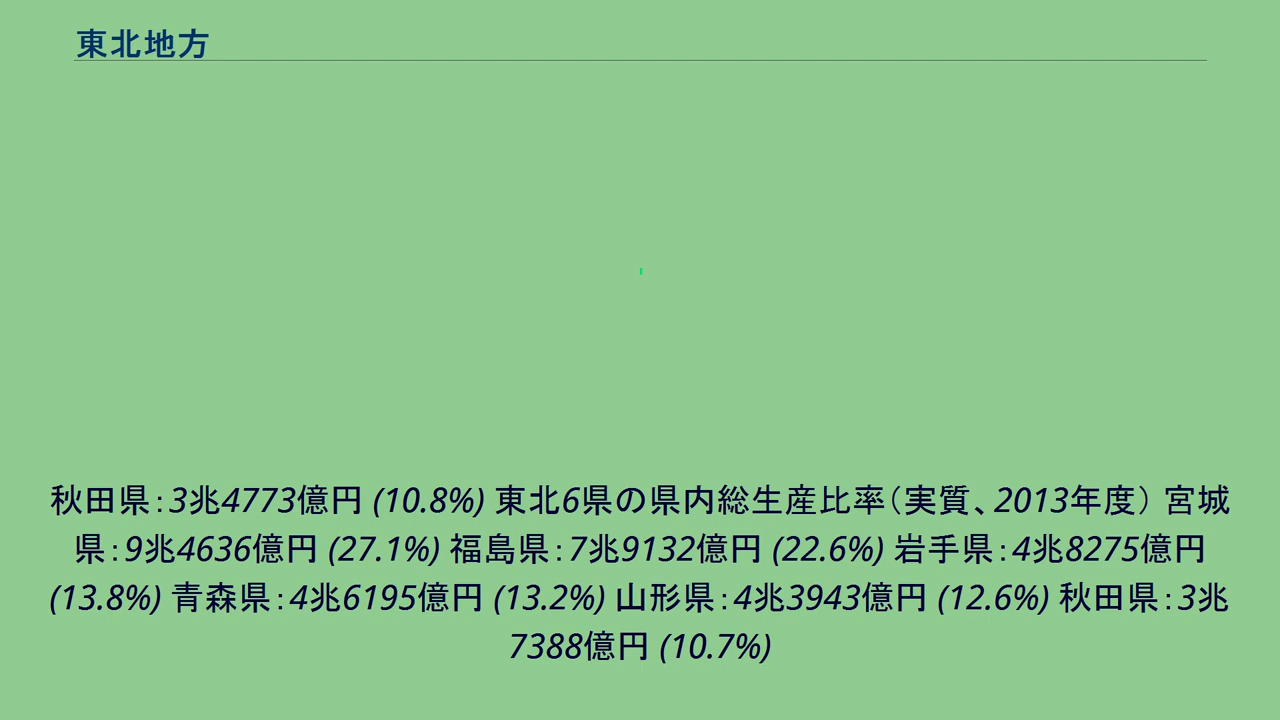 東北地方
秋田県：3兆4773億円 (10.8%) 東北6県の県内総生産比率（実質、2013年度） 宮城
県：9兆4636億円 (27.1%) 福島県：7兆9132億円 (22.6%) 岩手県：4兆8275億円
(13.8%) 青森県：4兆6195億円 (13.2%) 山形県：4兆3943億円 (12.6%) 秋田県：3兆
7388億円 (10.7%)